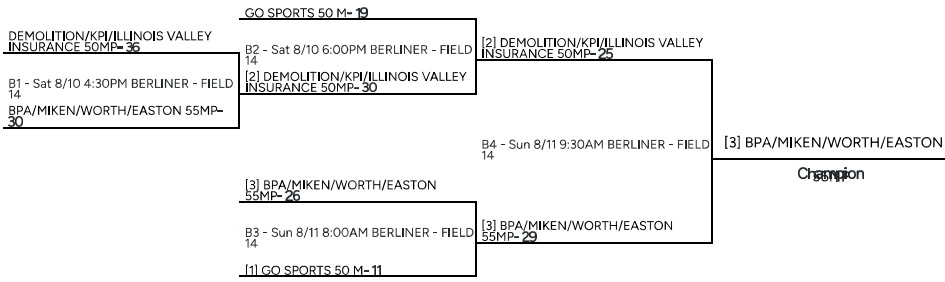 GO SPORTS 50 M- 19
DEMOLITION/KPI/ILLINOIS VALLEY
INSURANCE 50MP- 36
B2 - Sat 8/10 6:00PM BERLINER - FIELD
14
[2] DEMOLITION/KPI/ILLINOIS VALLEY
INSURANCE 50MP- 25
B1 - Sat 8/10 4:30PM BERLINER - FIELD
14
[2] DEMOLITION/KPI/ILLINOIS VALLEY
INSURANCE 50MP- 30
BPA/MIKEN/WORTH/EASTON 55MP-
30
B4 - Sun 8/11 9:30AM BERLINER - FIELD
14
[3] BPA/MIKEN/WORTH/EASTON
55MP
Champion
[3] BPA/MIKEN/WORTH/EASTON
55MP- 26
B3 - Sun 8/11 8:00AM BERLINER - FIELD
14
[3] BPA/MIKEN/WORTH/EASTON
55MP- 29
[1] GO SPORTS 50 M- 11